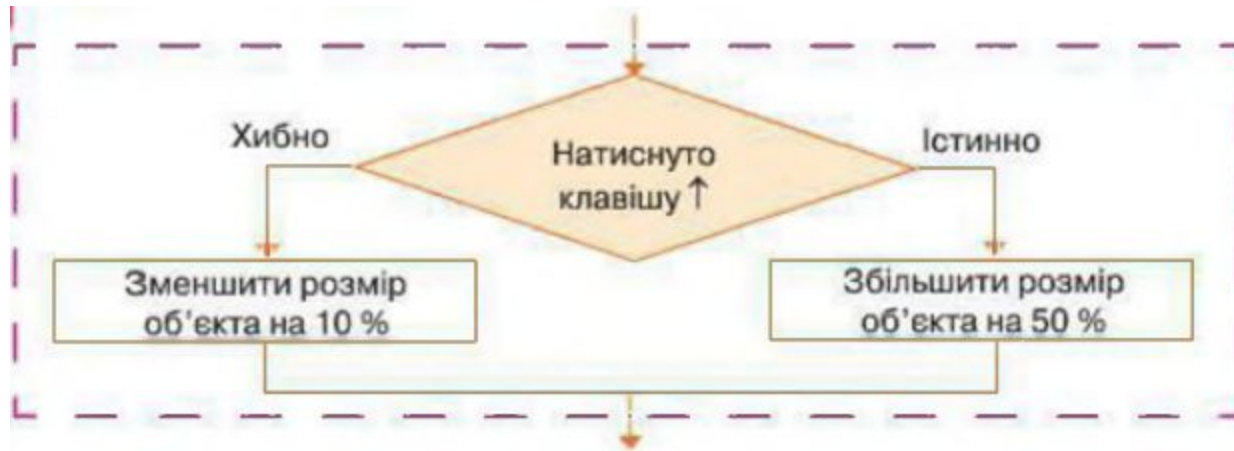 Хибно
Істинно
Натиснуто
клавішу ↑
Зменшити розмір
об'єкта на 10 %
Збільшити розмір
об'єкта на 50 %